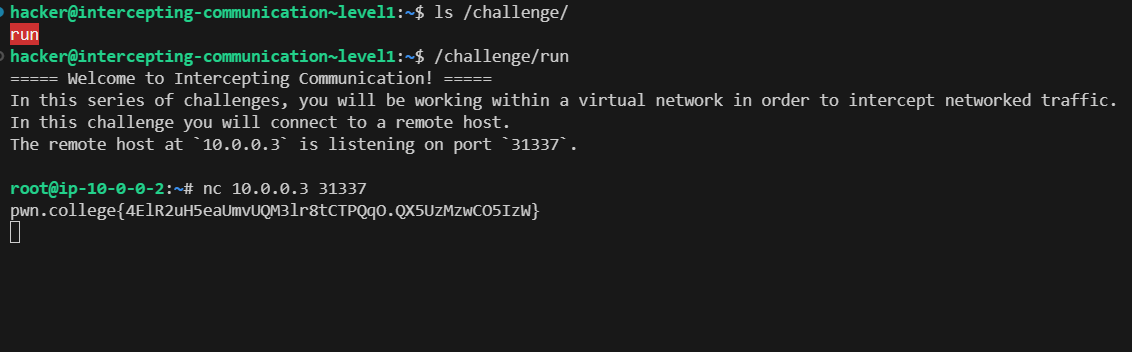 hacker@intercepting-communication~level1:~$ ls /challenge/
run
hacker@intercepting-communication~level1:~$ /challenge/run
===== Welcome to Intercepting Communication! =====
In this series of challenges, you will be working within a virtual network in order to intercept networked traffic.
In this challenge you will connect to a remote host.
The remote host at `10.0.0.3` is listening on port `31337`.
root@ip-10-0-0-2:~# nc 10.0.0.3 31337
pwn.college{4ElR2uH5eaUmvUQM3lr8tCTPQqO.QX5UzMzwCO5IzW}